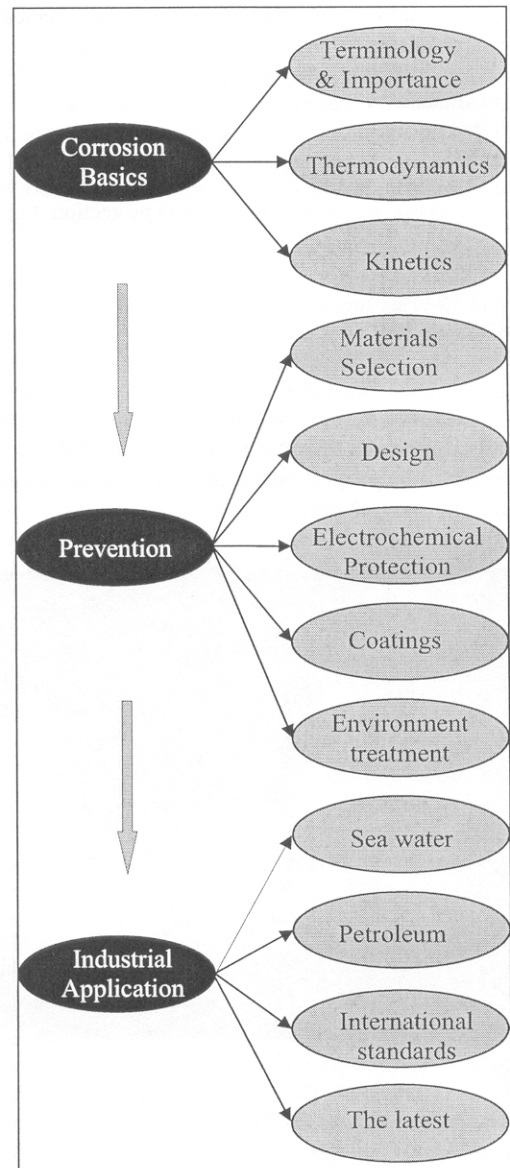 Terminology
& Importance
Corrosion
Basics
Thermodynamics
Kinetics
Materials
Selection
Design
Prevention
Electrochemical
Protection
Coatings
Environment
treatment
Sea water
Petroleum
Industrial
Application
International
standards
The latest